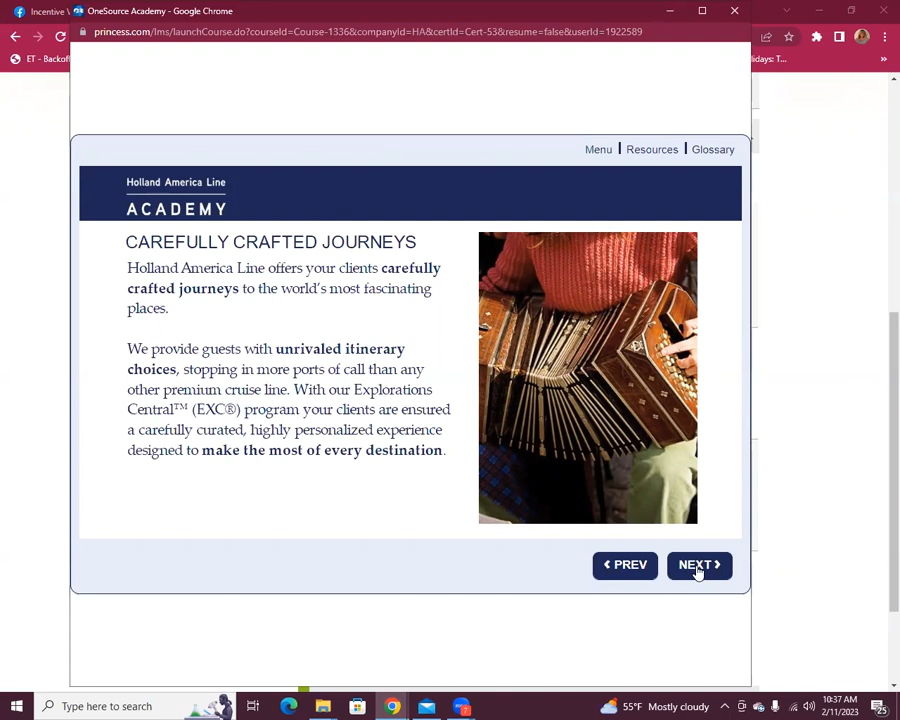 Incentive V
OneSource Academy - Google Chrome
princess.com/lms/launchCourse.do?courseId=Course-1336&companyId=HA&certId=Cert-53&resume=false&userId=1922589
ET - Backof
lidays: T...
»
Menu | Resources | Glossary
Holland America Line
ACADEMY
CAREFULLY CRAFTED JOURNEYS
Holland America Line offers your clients carefully
crafted journeys to the world's most fascinating
places.
We provide guests with unrivaled itinerary
choices, stopping in more ports of call than any
other premium cruise line. With our Explorations
Central™ (EXC®) program your clients are ensured
a carefully curated, highly personalized experience
designed to make the most of every destination.
‹ PREV
NEXT ›
Type here to search
55°F Mostly cloudy
10:37 AM
2/11/2023
25